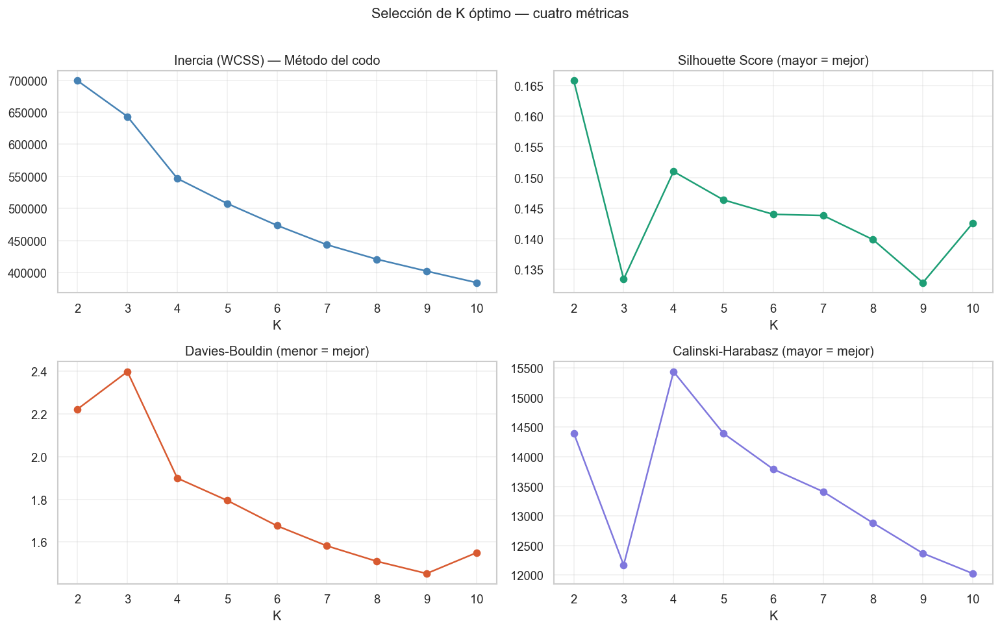 Selección de K óptimo — cuatro métricas
Inercia (WCSS) — Método del codo
700000
650000
600000
550000
500000
450000
400000
2 3 4 5 6 7 8 9 10
K
Silhouette Score (mayor = mejor)
0.165
0.160
0.155
0.150
0.145
0.140
0.135
2 3 4 5 6 7 8 9 10
K
Davies-Bouldin (menor = mejor)
2.4
2.2
2.0
1.8
1.6
2 3 4 5 6 7 8 9 10
K
Calinski-Harabasz (mayor = mejor)
15500
15000
14500
14000
13500
13000
12500
12000
2 3 4 5 6 7 8 9 10
K